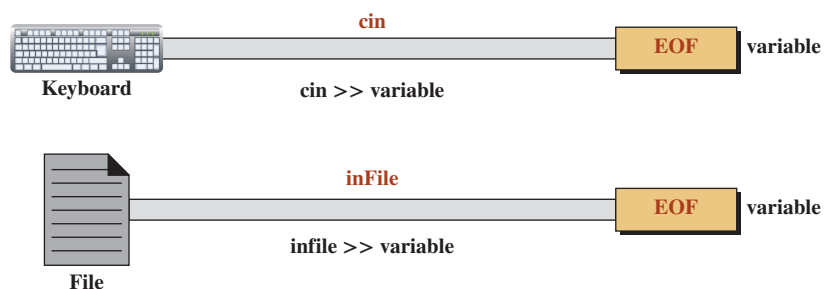 cin
EOF
variable
Keyboard
cin >> variable
inFile
EOF
variable
infile >> variable
File